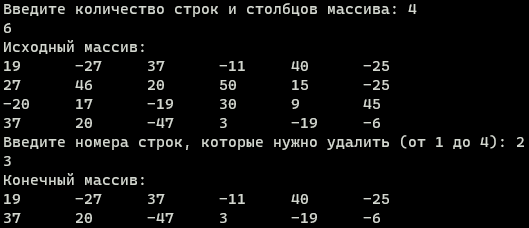 Введите количество строк и столбцов массива: 4
6
Исходный массив:
19 -27 37 -11 40 -25
27 46 20 50 15 -25
-20 17 -19 30 9 45
37 20 -47 3 -19 -6
Введите номера строк, которые нужно удалить (от 1 до 4): 2
3
Конечный массив:
19 -27 37 -11 40 -25
37 20 -47 3 -19 -6